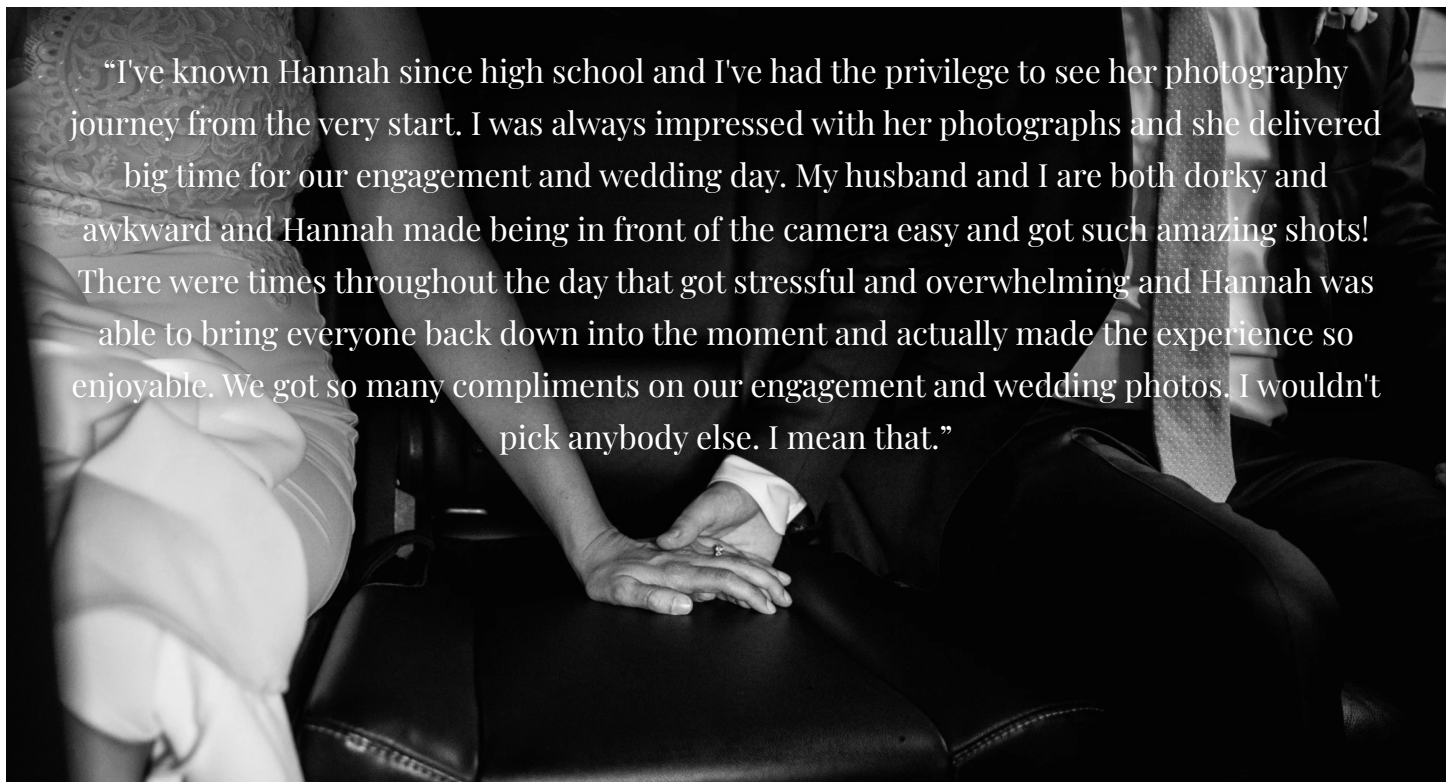 “I've known Hannah since high school and I've had the privilege to see her photography
journey from the very start. I was always impressed with her photographs and she delivered
big time for our engagement and wedding day. My husband and I are both dorky and
awkward and Hannah made being in front of the camera easy and got such amazing shots!
There were times throughout the day that got stressful and overwhelming and Hannah was
able to bring everyone back down into the moment and actually made the experience so
enjoyable. We got so many compliments on our engagement and wedding photos. I wouldn't
pick anybody else. I mean that.”